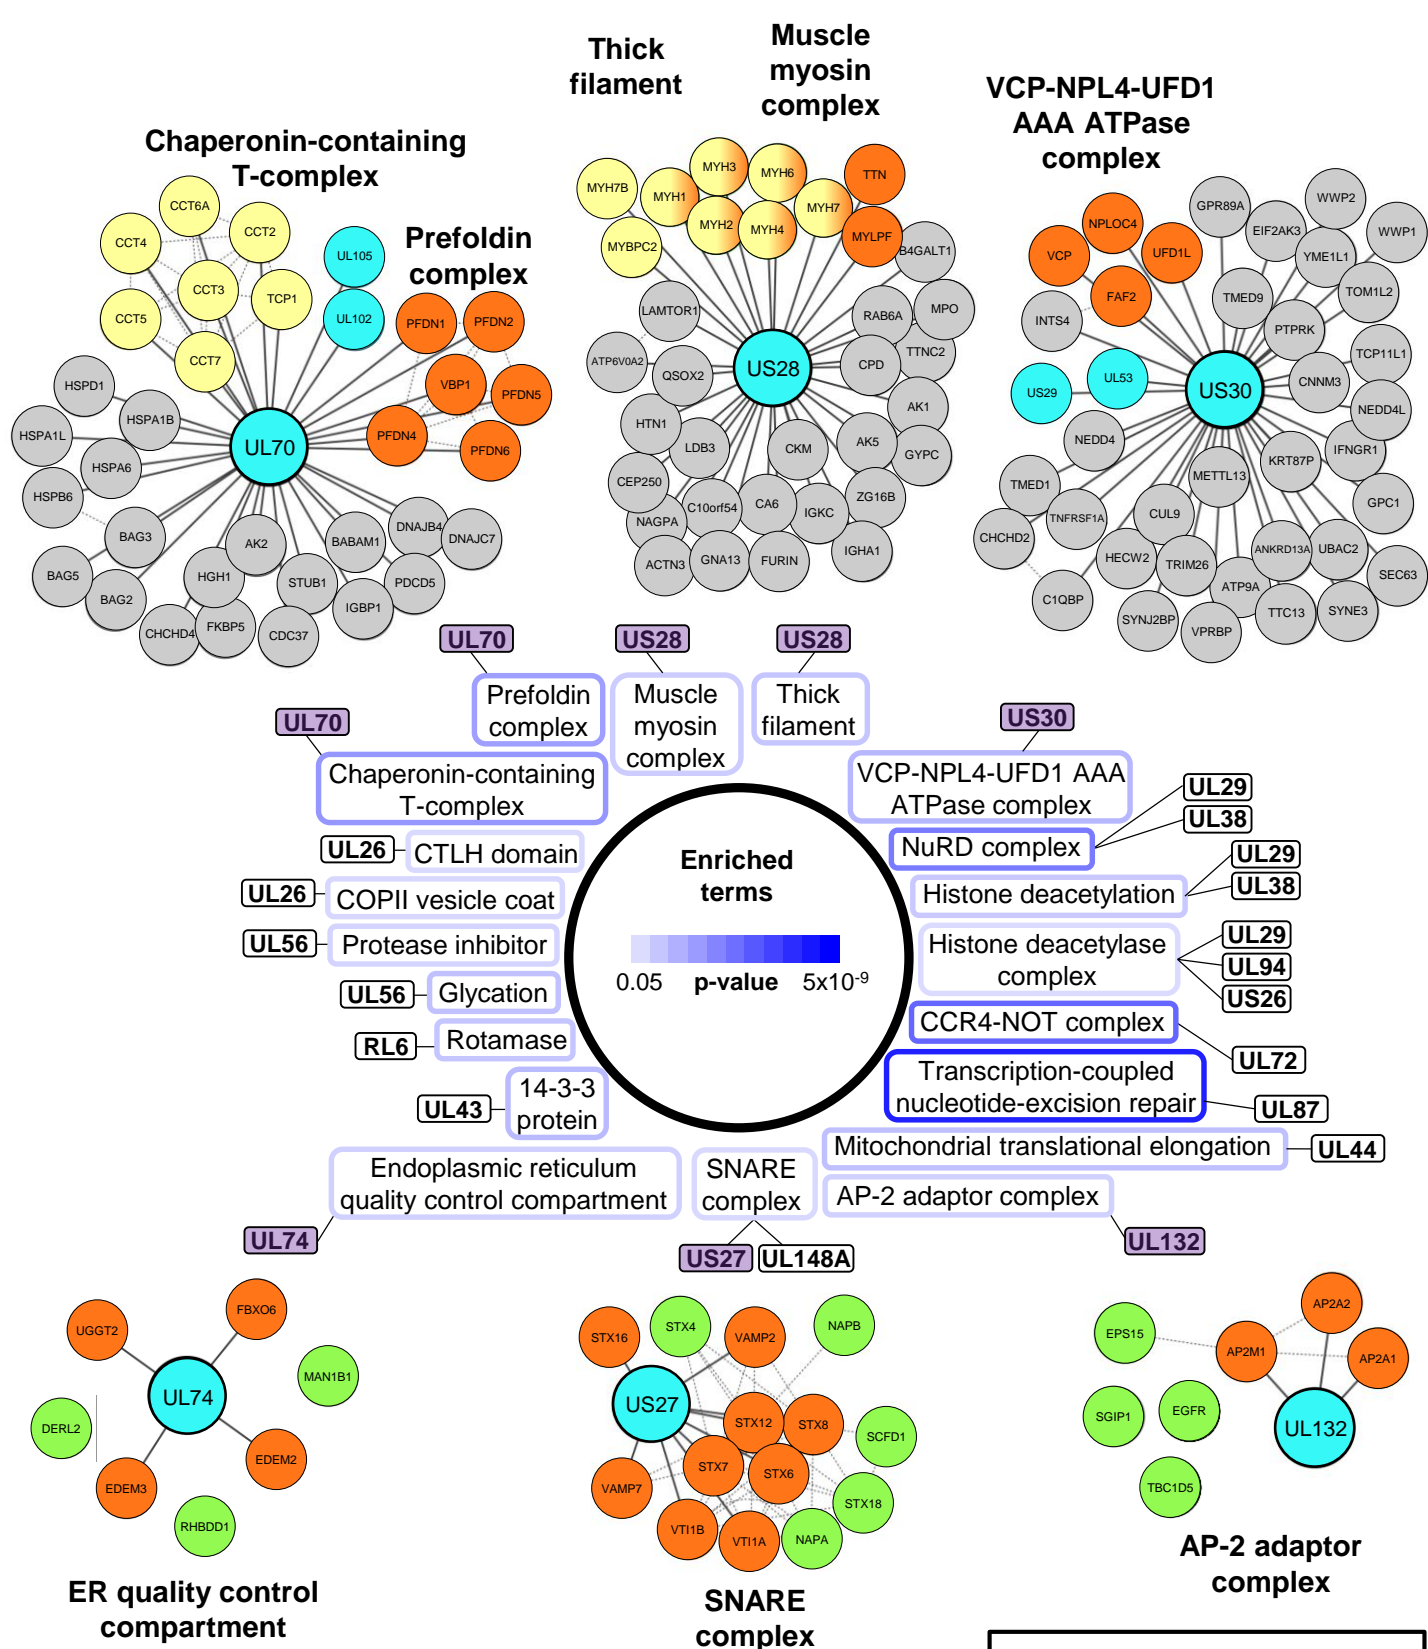 Thick
filament
Muscle
myosin
complex
VCP-NPL4-UFD1
AAA ATPase
complex
Chaperonin-containing
T-complex
Prefoldin
complex
CCT6A
CCT4
CCT2
CCT3
TCP1
CCT5
CCT7
UL105
UL102
PFDN1
PFDN2
VBP1
PFDN5
PFDN4
PFDN6
UL70
HSPD1
HSPA1B
HSPA1L
HSPA6
HSPB6
BAG3
BAG5
BAG2
AK2
HGH1
CHCHD4
FKBP5
CDC37
STUB1
BABAM1
IGBP1
DNAJB4
PDCD5
DNAJC7
MYH7B
MYH1
MYH3
MYH6
TTN
MYBPC2
MYH2
MYH4
MYH7
MYLPF
B4GALT1
LAMTOR1
RAB6A
MPO
ATP6V0A2
QSOX2
US28
CPD
TTNC2
HTN1
LDB3
CKM
AK5
AK1
GYPC
CEP250
NAGPA
C10orf54
CA6
IGKC
ZG16B
ACTN3
GNA13
FURIN
IGHA1
NPLOC4
VCP
UFD1L
FAF2
INTS4
US29
UL53
US30
GPR89A
EIF2AK3
WWP2
WWP1
YME1L1
TMED9
TOM1L2
PTPRK
TCP11L1
CNNM3
NEDD4L
NEDD4
METTL13
KRT87P
IFNGR1
GPC1
TMED1
TNFRSF1A
CUL9
CHCHD2
HECW2
TRIM26
ANKRD13A
UBAC2
SEC63
C1QBP
SYNJ2BP
VPRBP
ATP9A
TTC13
SYNE3
UL70
US28
US28
Prefoldin
complex
Muscle
myosin
complex
Thick
filament
UL70
US30
Chaperonin-containing
T-complex
VCP-NPL4-UFD1 AAA
ATPase complex
UL29
UL38
NuRD complex
UL26
CTLH domain
UL29
UL38
Histone deacetylation
UL26
COPII vesicle coat
UL56
Protease inhibitor
Histone deacetylase
complex
UL29
UL94
US26
UL56
Glycation
CCR4-NOT complex
UL72
RL6
Rotamase
Transcription-coupled
nucleotide-excision repair
UL87
UL43
14-3-3
protein
Mitochondrial translational elongation
UL44
Endoplasmic reticulum
quality control compartment
SNARE
complex
AP-2 adaptor complex
UL74
US27
UL148A
UL132
Enriched
terms
0.05 p-value 5x10⁻⁹
UGGT2
FBXO6
UL74
MAN1B1
DERL2
EDEM2
EDEM3
RHBDD1
ER quality control
compartment
STX16
STX4
VAMP2
NAPB
US27
STX12
STX8
SCFD1
STX7
STX6
VAMP7
STX18
VTI1B
VTI1A
NAPA
SNARE
complex
AP2A2
EPS15
AP2M1
AP2A1
SGIP1
EGFR
UL132
TBC1D5
AP-2 adaptor
complex